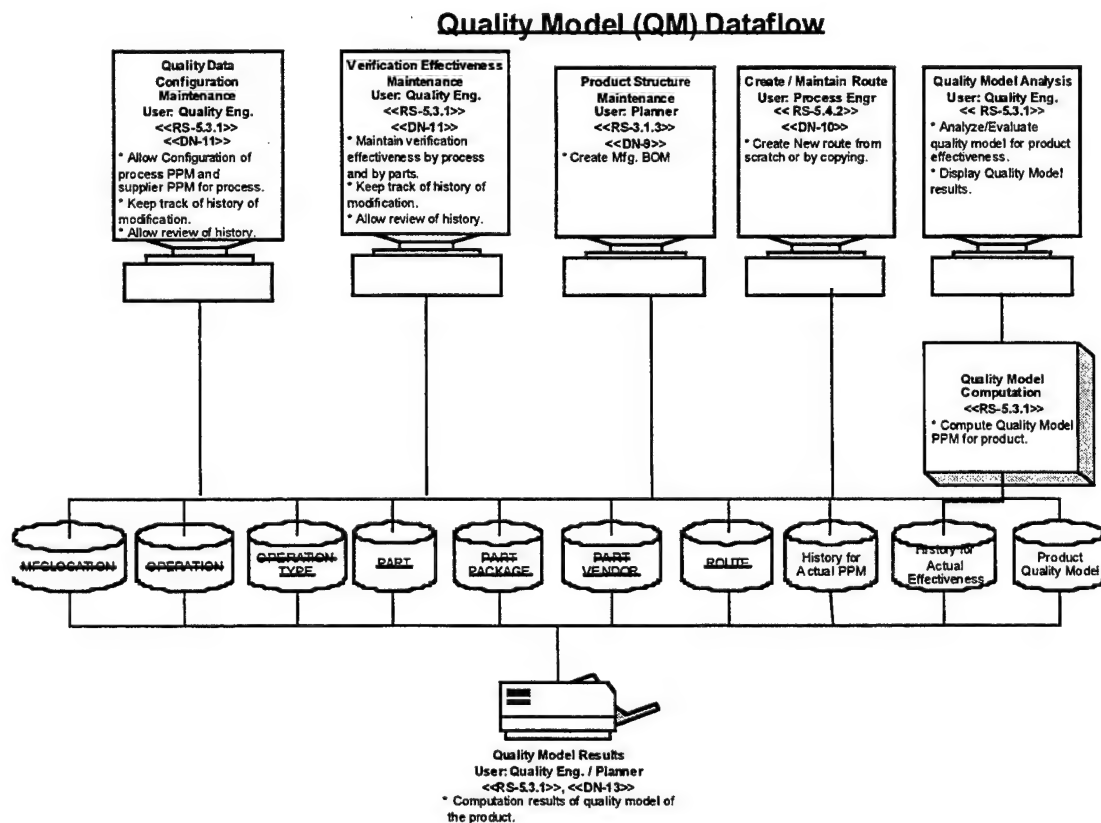 Quality Model (QM) Dataflow
Quality Data
Configuration
Maintenance
User: Quality Eng.
<<RS-5.3.1>>
<<DN-11>>
* Allow Configuration of
process PPM and
supplier PPM for process.
* Keep track of history of
modification.
* Allow review of history.
Verification Effectiveness
Maintenance
User: Quality Eng.
<<RS-5.3.1>>
<<DN-11>>
* Maintain verification
effectiveness by process
and by parts.
* Keep track of history of
modification.
* Allow review of history.
Product Structure
Maintenance
User: Planner
<<RS-3.1.3>>
<<DN-9>>
* Create Mfg. BOM
Create / Maintain Route
User: Process Engr
<< RS-5.4.2>>
<<DN-10>>
* Create New route from
scratch or by copying.
Quality Model Analysis
User: Quality Eng.
<< RS-5.3.1>>
* Analyze/Evaluate
quality model for product
effectiveness.
* Display Quality Model
results.
Quality Model
Computation
<<RS-5.3.1>>
* Compute Quality Model
PPM for product.
MFGLOCATION
OPERATION
OPERATION
TYPE
PART
PART
PACKAGE
PART
VENDOR
ROUTE
History for
Actual PPM
History for
Actual
Effectiveness
Product
Quality Model
Quality Model Results
User: Quality Eng. / Planner
<<RS-5.3.1>>, <<DN-13>>
* Computation results of quality model of
the product.